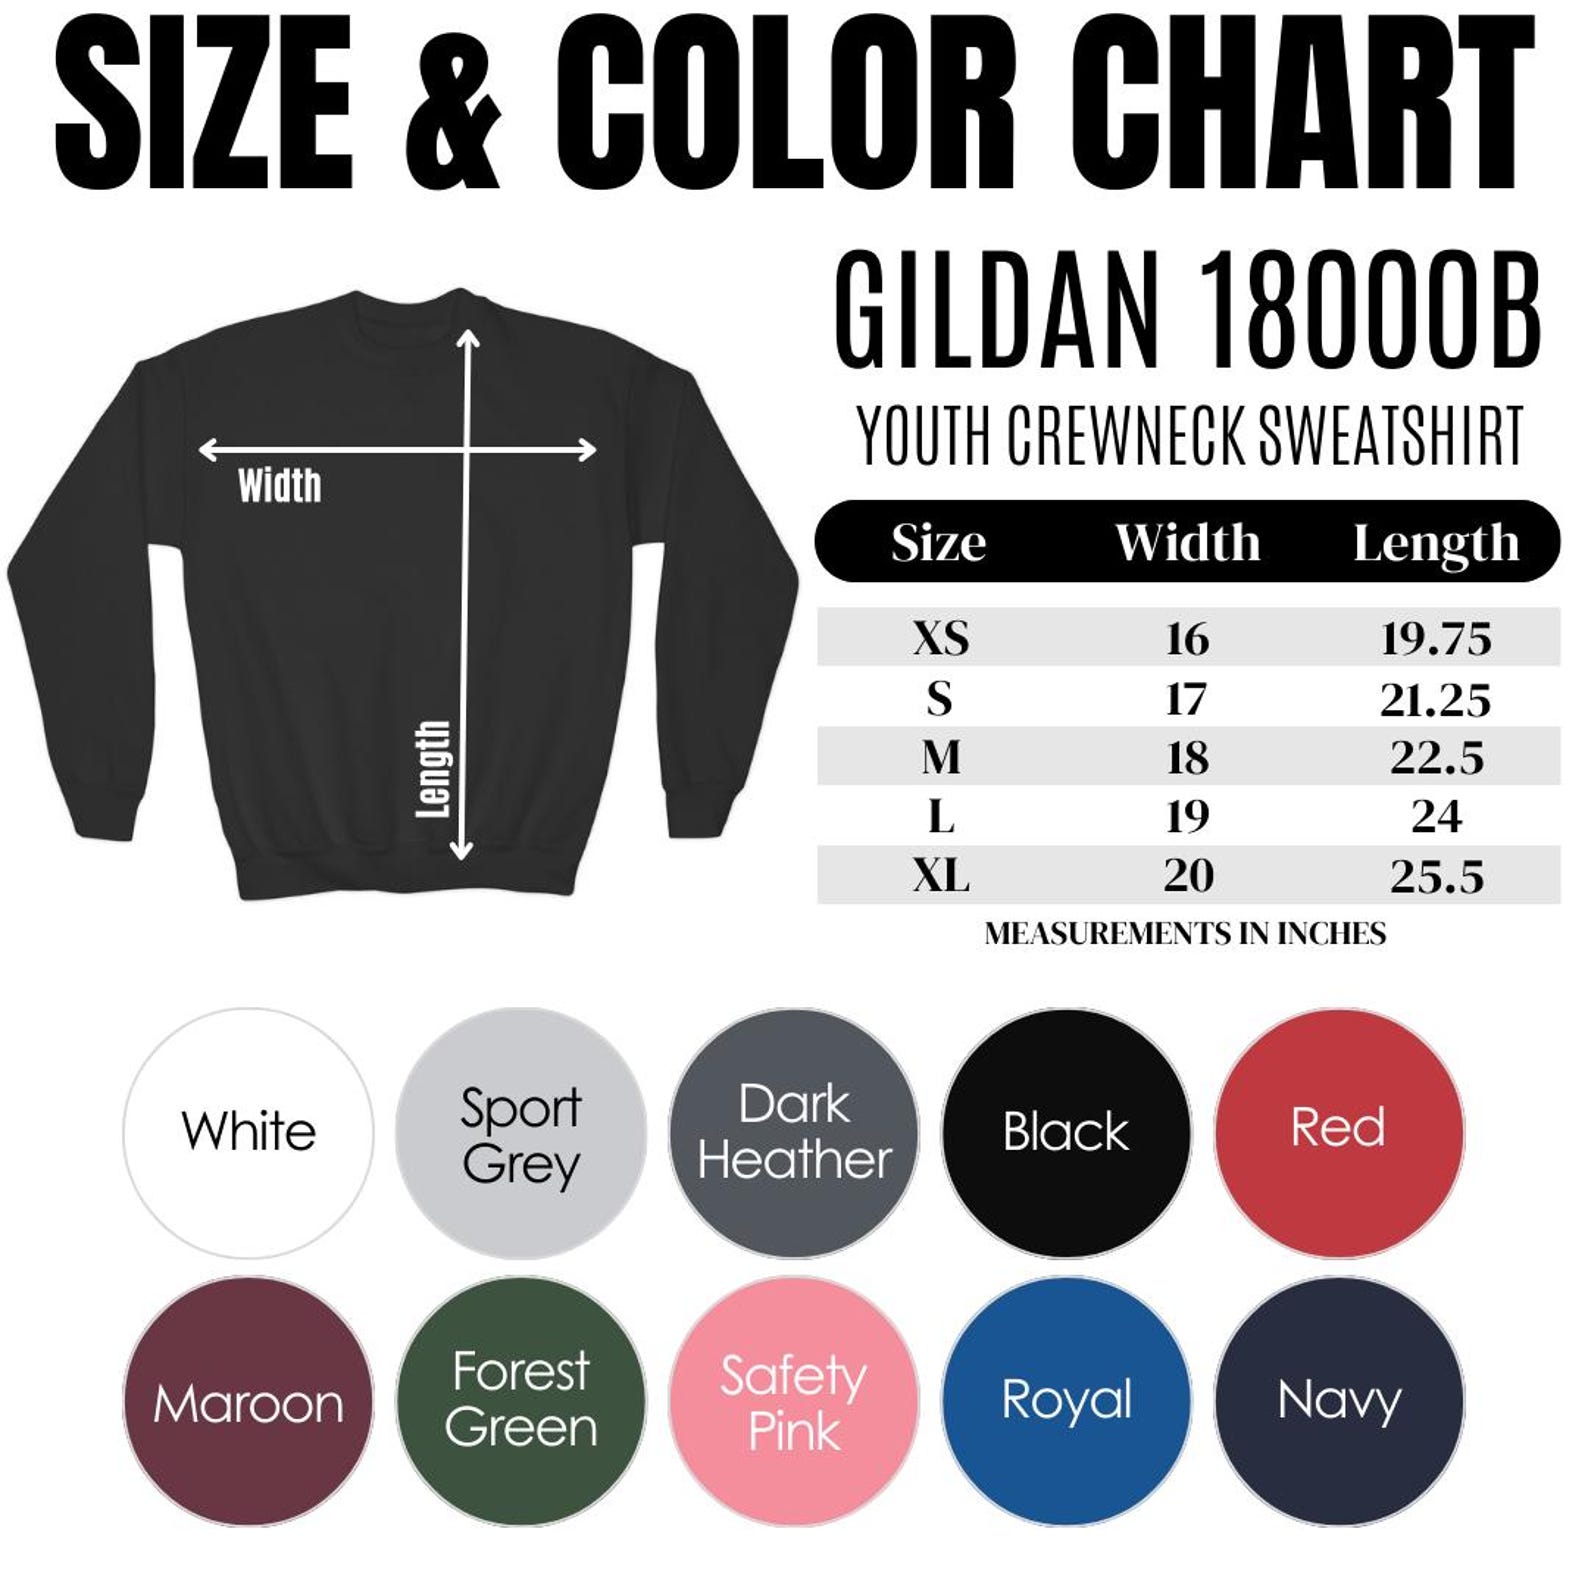 SIZE & COLOR CHART
GILDAN 18000B
YOUTH CREWNECK SWEATSHIRT
Width
Length
Size Width Length
XS 16 19.75
S 17 21.25
M 18 22.5
L 19 24
XL 20 25.5
MEASUREMENTS IN INCHES
White
Sport
Grey
Dark
Heather
Black
Red
Maroon
Forest
Green
Safety
Pink
Royal
Navy